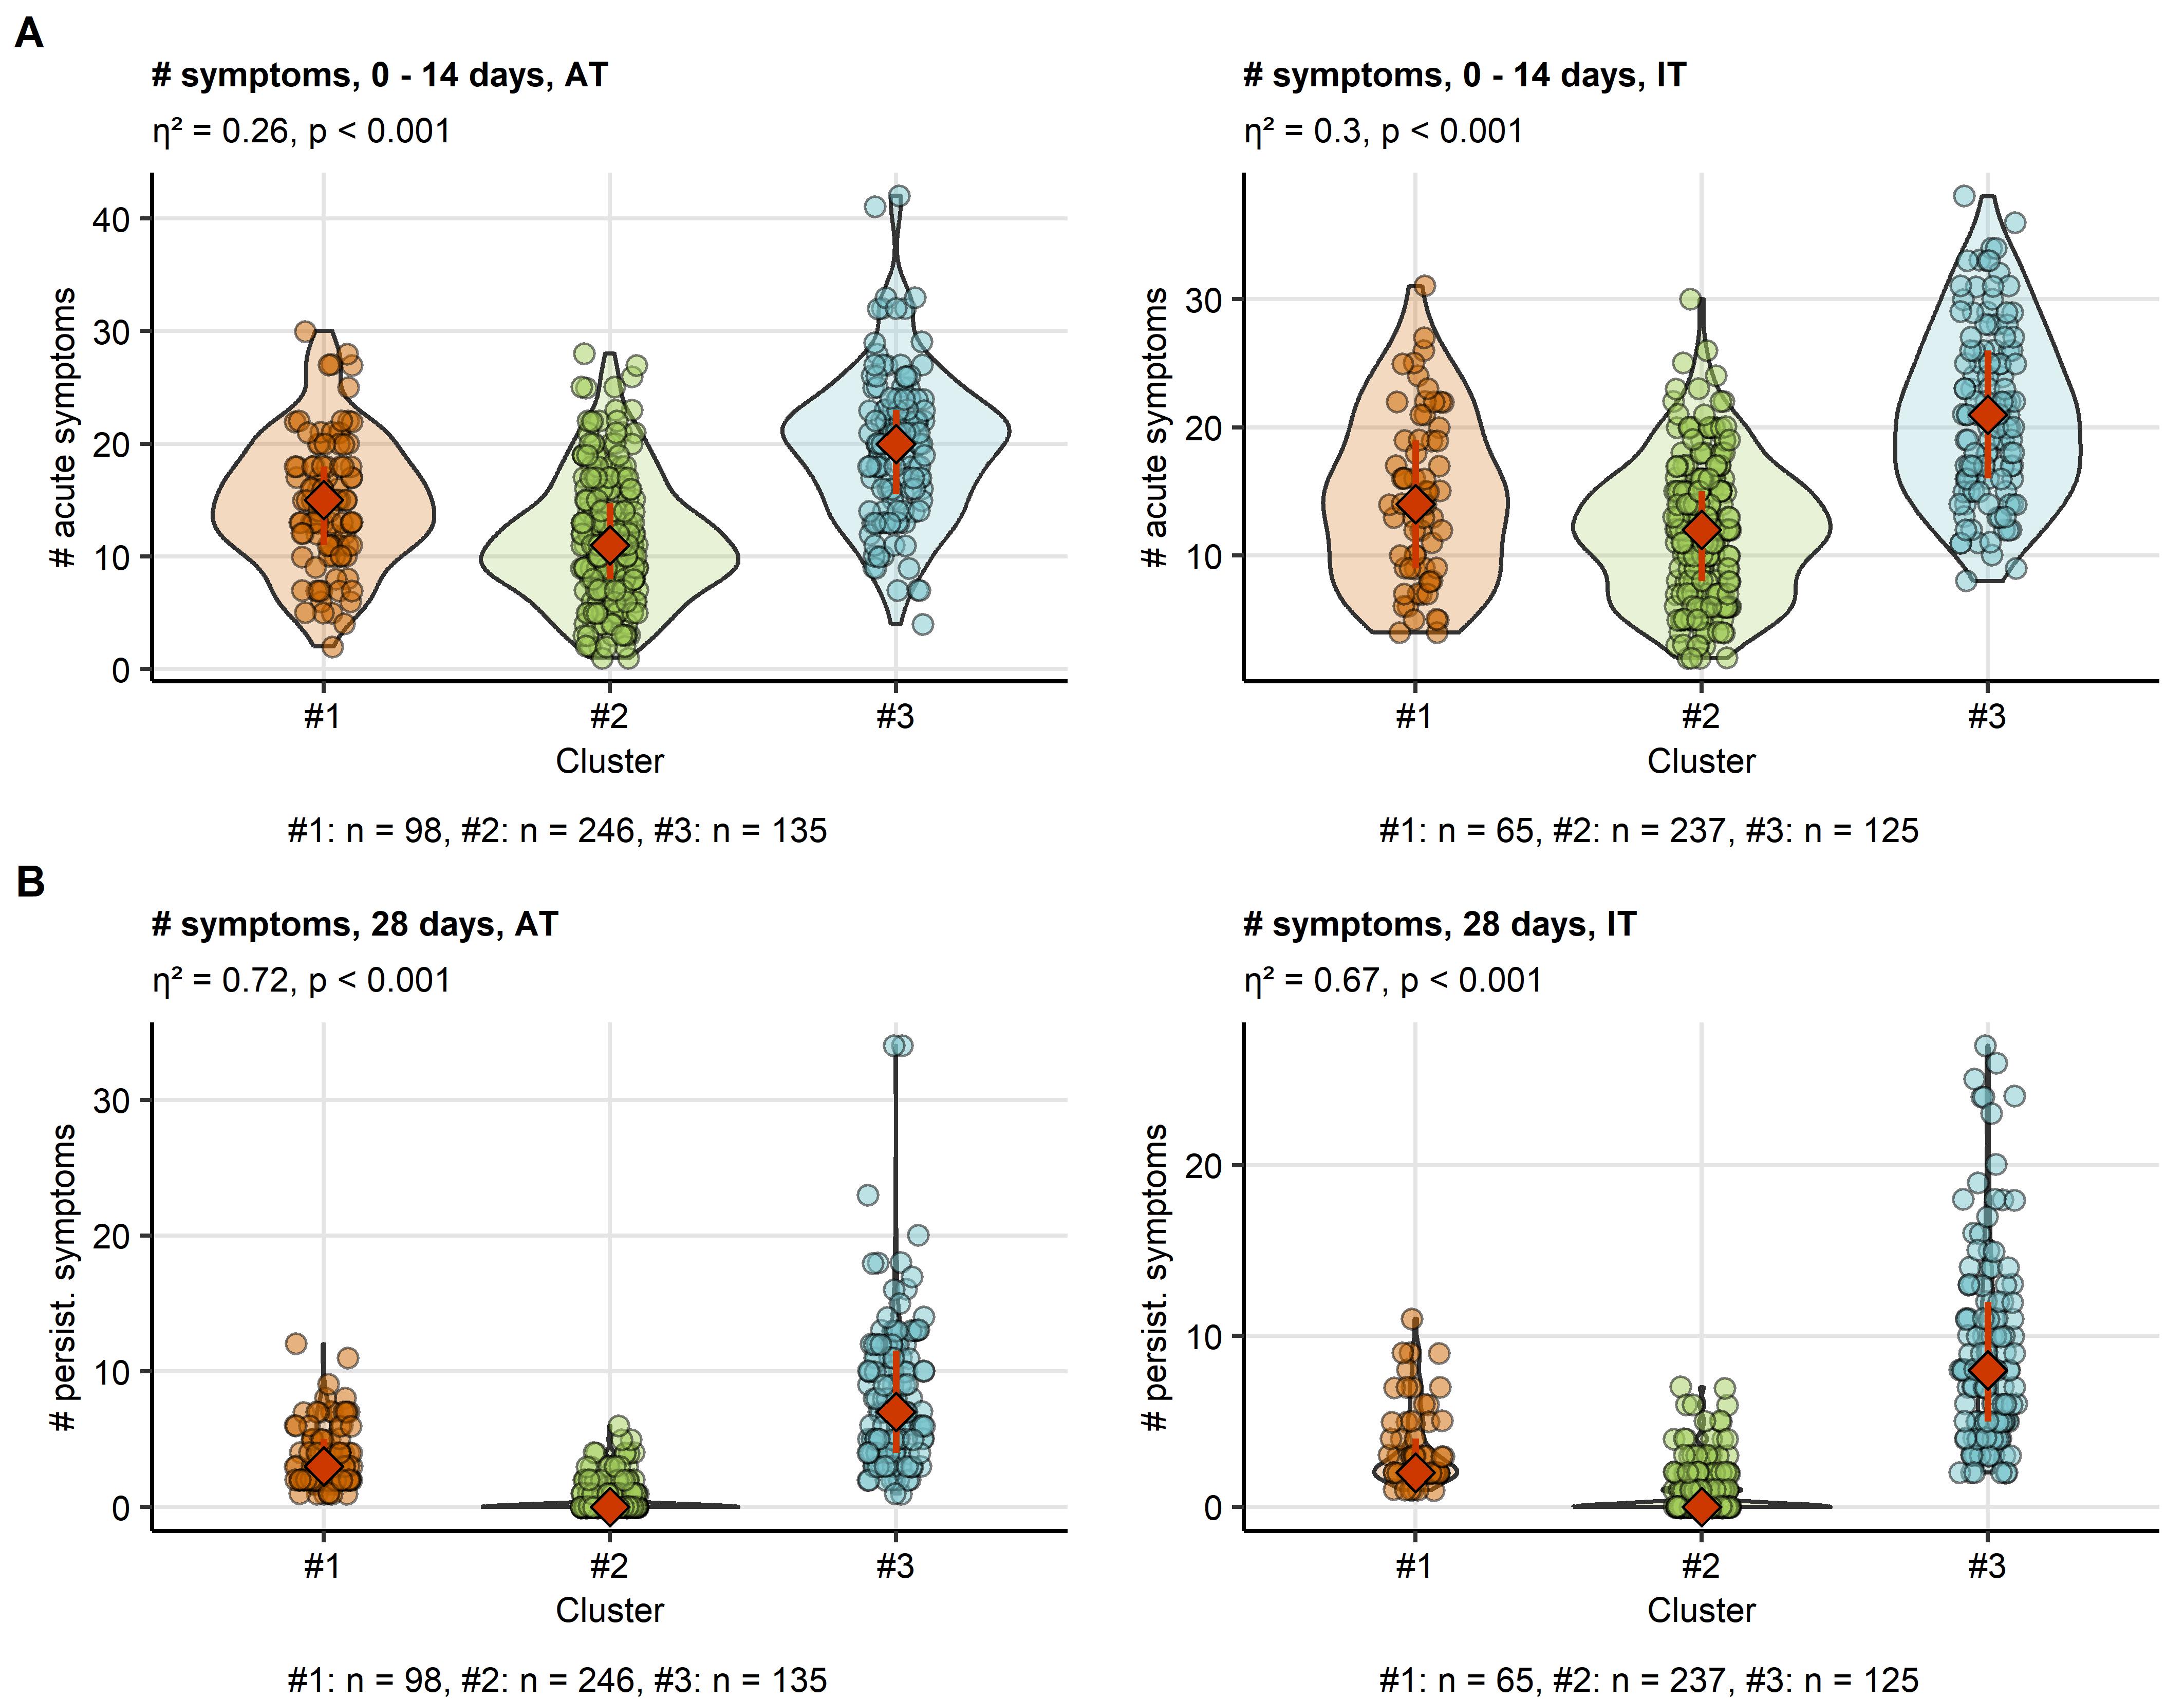 A
# symptoms, 0 - 14 days, AT
η² = 0.26, p < 0.001
# acute symptoms
40
30
20
10
0
#1 #2 #3
Cluster
#1: n = 98, #2: n = 246, #3: n = 135
# symptoms, 0 - 14 days, IT
η² = 0.3, p < 0.001
# acute symptoms
30
20
10
#1 #2 #3
Cluster
#1: n = 65, #2: n = 237, #3: n = 125
B
# symptoms, 28 days, AT
η² = 0.72, p < 0.001
# persist. symptoms
30
20
10
0
#1 #2 #3
Cluster
#1: n = 98, #2: n = 246, #3: n = 135
# symptoms, 28 days, IT
η² = 0.67, p < 0.001
# persist. symptoms
20
10
0
#1 #2 #3
Cluster
#1: n = 65, #2: n = 237, #3: n = 125